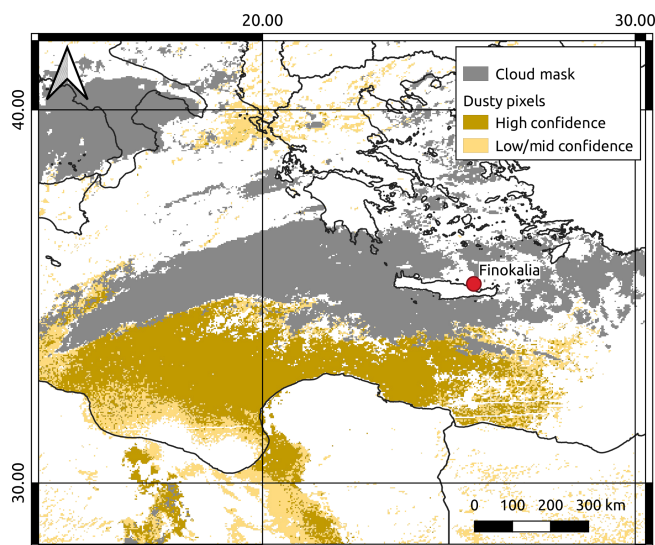 20.00 30.00
40.00
Cloud mask
Dusty pixels
High confidence
Low/mid confidence
Finokalia
30.00
0 100 200 300 km